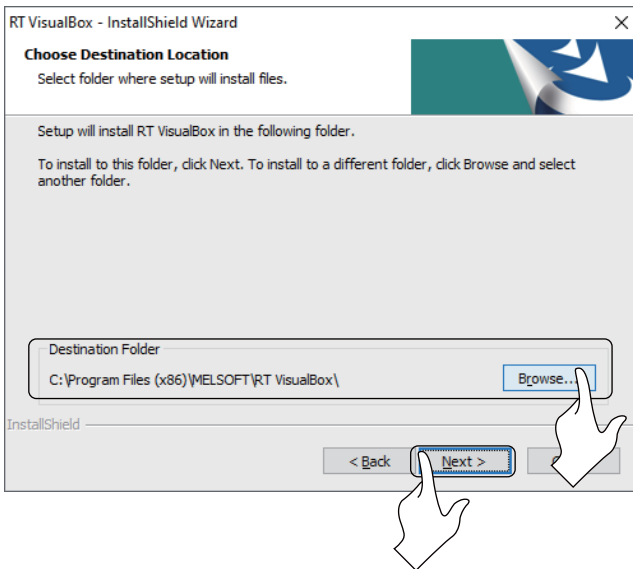 RT VisualBox - InstallShield Wizard
Choose Destination Location
Select folder where setup will install files.
Setup will install RT VisualBox in the following folder.
To install to this folder, click Next. To install to a different folder, click Browse and select
another folder.
Destination Folder
C:\Program Files (x86)\MELSOFT\RT VisualBox\
Browse...
InstallShield
< Back
Next >